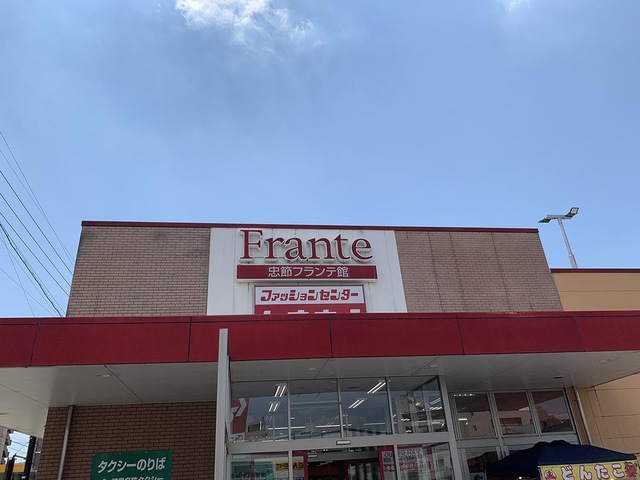 Frante
忠節フランテ館
ファッションセンター
タクシーのりば
どんたこ